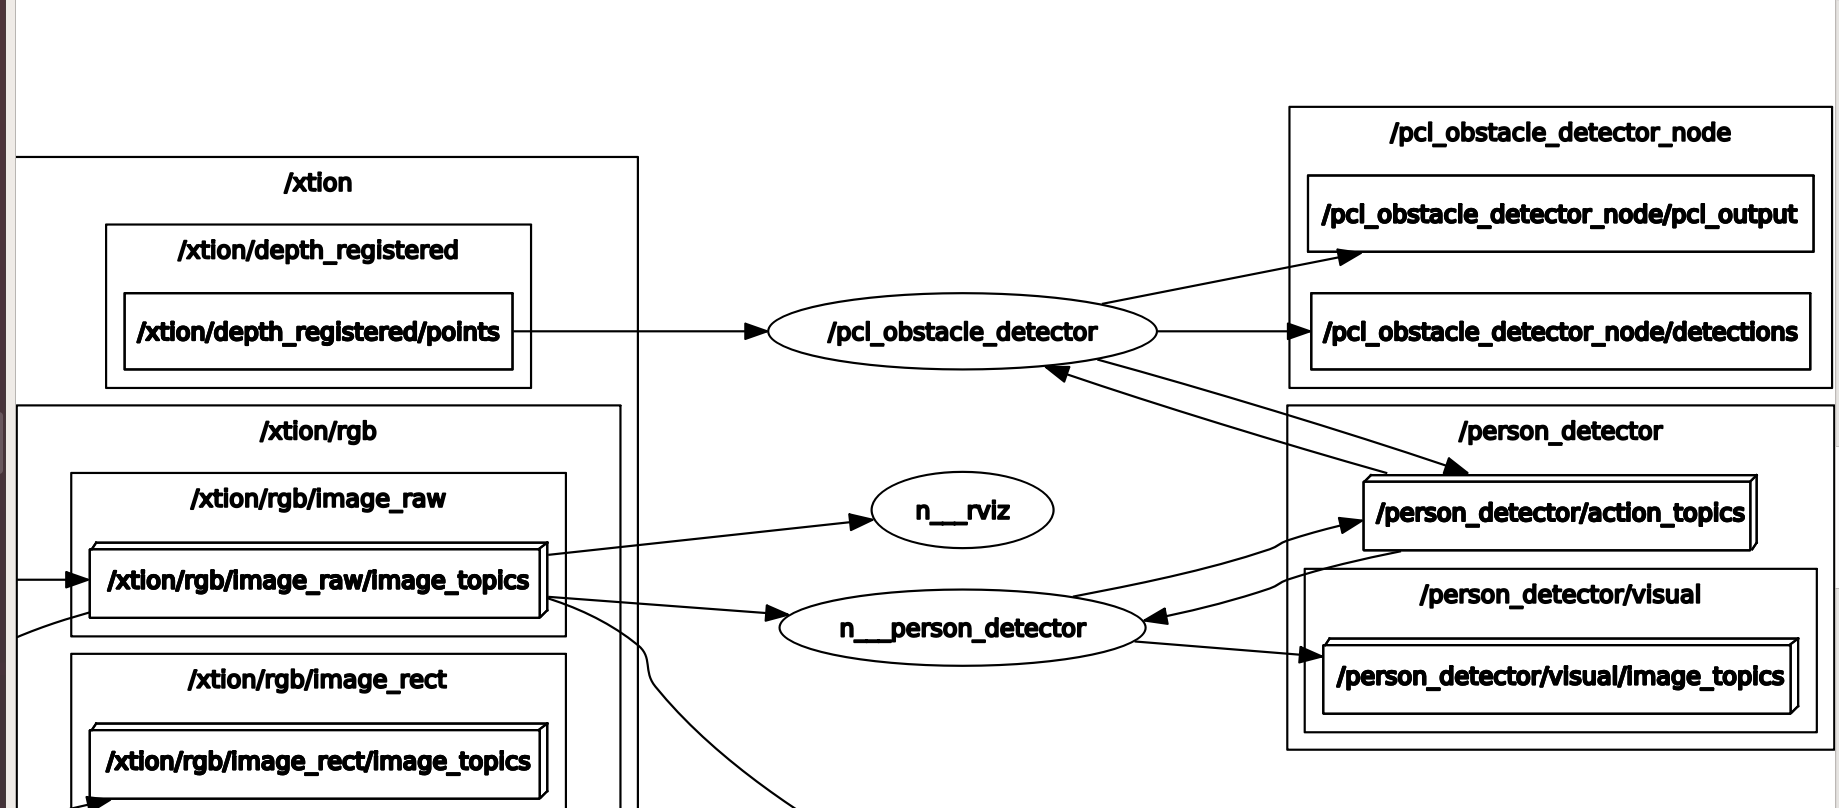 /xtion
/xtion/depth_registered
/xtion/depth_registered/points
/xtion/rgb
/xtion/rgb/image_raw
/xtion/rgb/image_raw/image_topics
/xtion/rgb/image_rect
/xtion/rgb/image_rect/image_topics
/pcl_obstacle_detector
n___rviz
n___person_detector
/pcl_obstacle_detector_node
/pcl_obstacle_detector_node/pcl_output
/pcl_obstacle_detector_node/detections
/person_detector
/person_detector/action_topics
/person_detector/visual
/person_detector/visual/image_topics